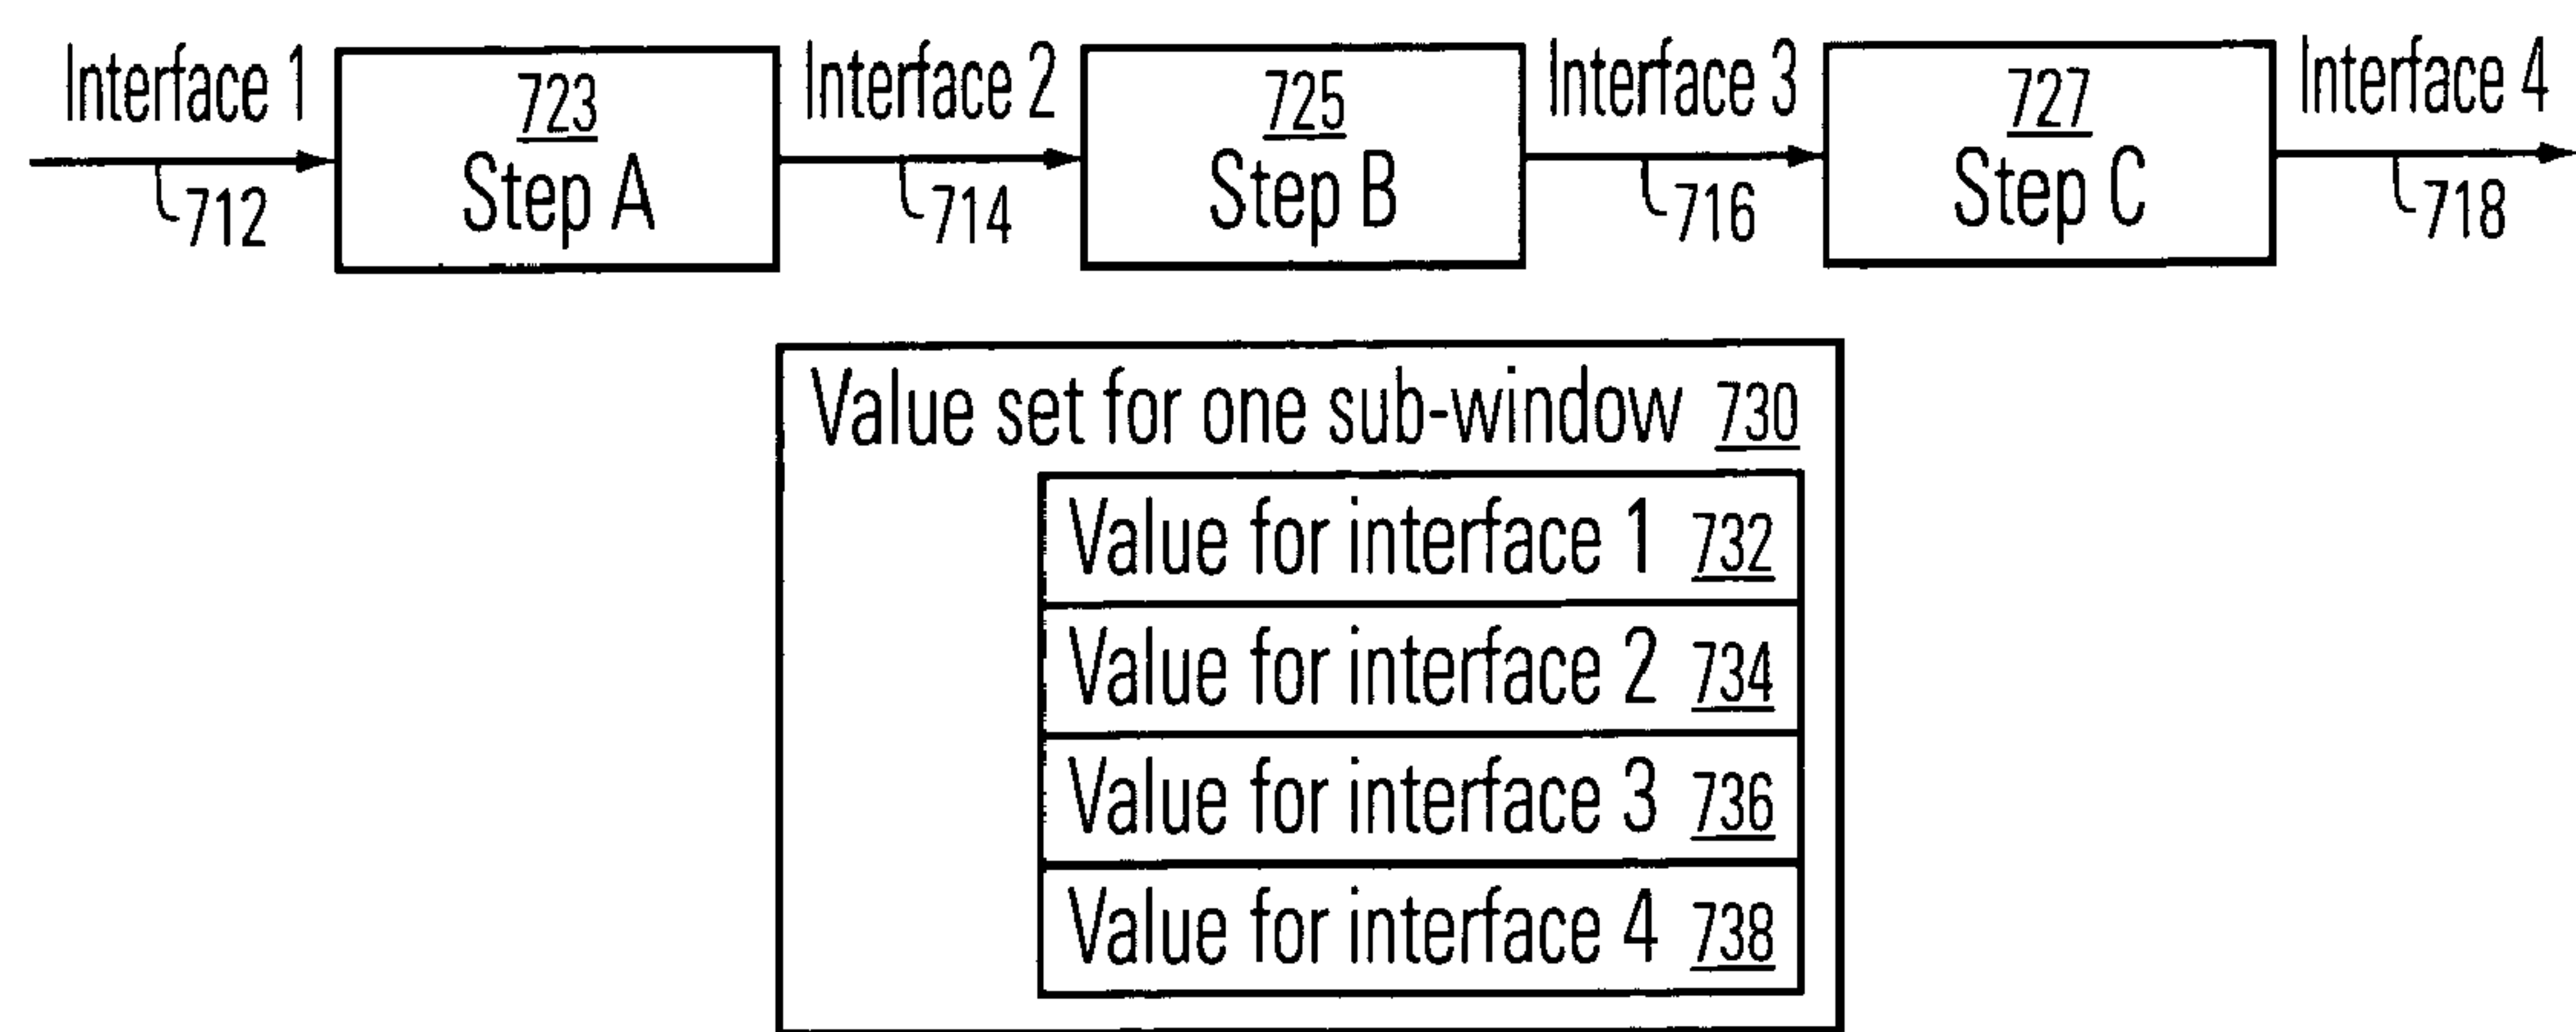 Interface 1
723
Step A
712
Interface 2
714
725
Step B
Interface 3
716
727
Step C
Interface 4
718
Value set for one sub-window 730
Value for interface 1 732
Value for interface 2 734
Value for interface 3 736
Value for interface 4 738